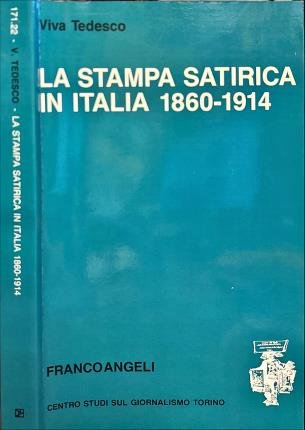 171.22 - V. TEDESCO - LA STAMPA SATIRICA IN ITALIA 1860-1914
Viva Tedesco
LA STAMPA SATIRICA
IN ITALIA 1860-1914
FRANCOANGELI
CENTRO STUDI SUL GIORNALISMO TORINO